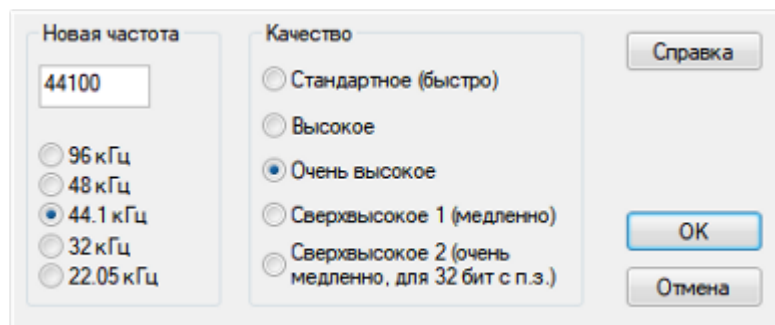 Новая частота
44100
96 кГц
48 кГц
44.1 кГц
32 кГц
22.05 кГц
Качество
Стандартное (быстро)
Высокое
Очень высокое
Сверхвысокое 1 (медленно)
Сверхвысокое 2 (очень
медленно, для 32 бит с п.з.)
Справка
OK
Отмена